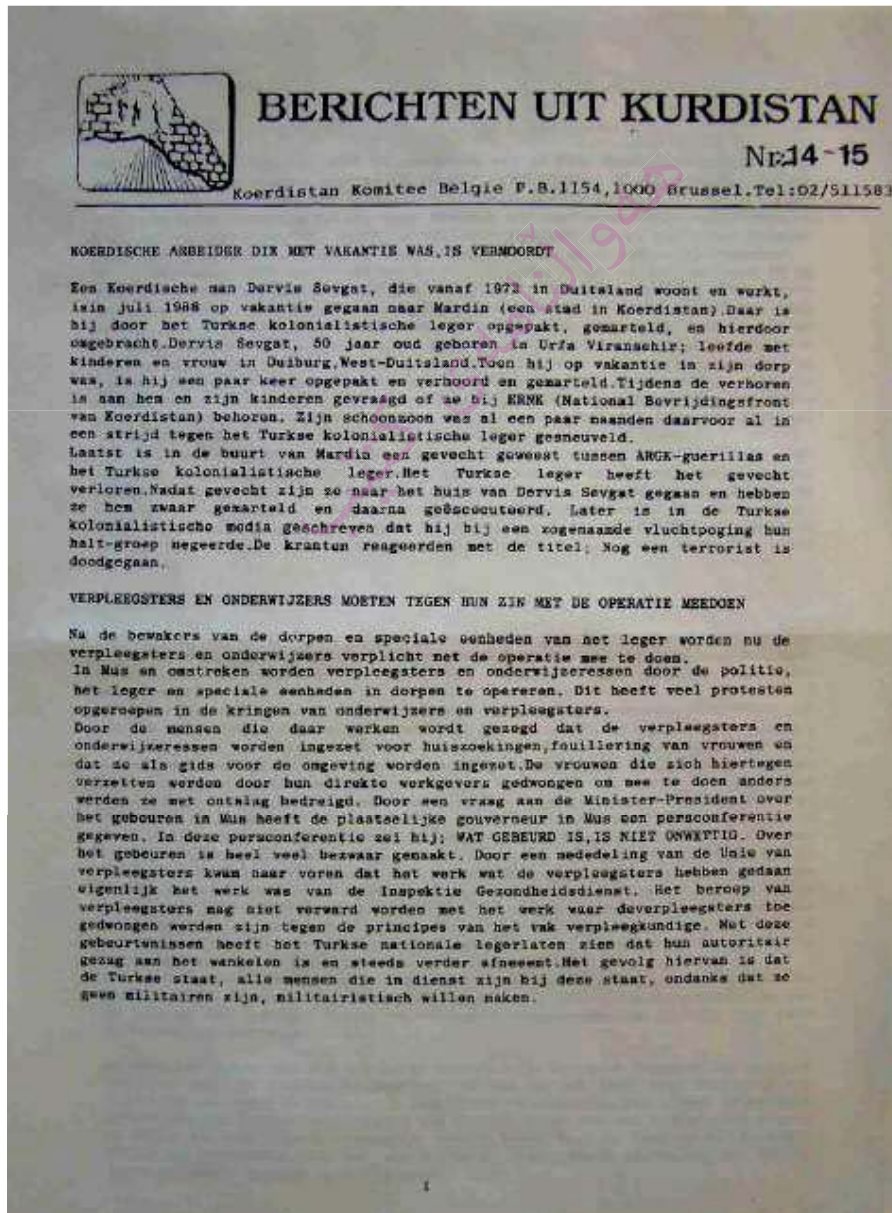 BERICHTEN UIT KURDISTAN
Nr:14-15
Koerdistan Komitee Belgie P.B.1154,1000 Brussel.Tel:02/511583
KOERDISCHE ARBEIDER DIE MET VAKANTIE WAS,IS VERMOORDT
Een Koerdische man Dervis Sevgat, die vanaf 1973 in Duitsland woont en werkt,
isin juli 1988 op vakantie gegaan naar Mardin (een stad in Koerdistan).Daar is
hij door het Turkse kolonialistische leger opgepakt, gemarteld, en hierdoor
omgebracht.Dervis Sevgat, 50 jaar oud geboren in Urfa Viransehir; leefde met
kinderen en vrouw in Duiburg,West-Duitsland.Toen hij op vakantie in zijn dorp
was, is hij een paar keer opgepakt en verhoord en gemarteld.Tijdens de verhoren
is aan hem en zijn kinderen gevraagd of ze bij ERNK (National Bevrijdingsfront
van Koerdistan) behoren. Zijn schoonzoon was al een paar maanden daarvoor al in
een strijd tegen het Turkse kolonialistische leger gesneuveld.
Laatst is in de buurt van Mardin een gevecht geweest tussen ARGK-guerillas en
het Turkse kolonialistische leger.Het Turkse leger heeft het gevecht
verloren.Nadat gevecht zijn ze naar het huis van Dervis Sevgat gegaan en hebben
ze hem zwaar gemarteld en daarna geëxecuteerd. Later is in de Turkse
kolonialistische media geschreven dat hij bij een zogenaamde vluchtpoging hun
halt-groep negeerde.De kranten reageerden met de titel; Nog een terrorist is
doodgegaan.
VERPLEEGSTERS EN ONDERWIJZERS MOETEN TEGEN HUN ZIN MET DE OPERATIE MEEDOEN
Na de bewakers van de dorpen en speciale eenheden van het leger worden nu de
verpleegsters en onderwijzers verplicht met de operatie mee te doen.
In Mus en omstreken worden verpleegsters en onderwijzeressen door de politie,
het leger en speciale eenheden in dorpen te opereren. Dit heeft veel protesten
opgeroepen in de kringen van onderwijzers en verpleegsters.
Door de mensen die daar werken wordt gezegd dat de verpleegsters en
onderwijzeressen worden ingezet voor huiszoekingen,fouillering van vrouwen en
dat ze als gids voor de omgeving worden ingezet.De vrouwen die zich hiertegen
verzetten werden door hun direkte werkgevers gedwongen om mee te doen anders
werden ze met ontslag bedreigd. Door een vraag aan de Minister-President over
het gebeuren in Mus heeft de plaatselijke gouverneur in Mus een persconferentie
gegeven. In deze persconferentie zei hij; WAT GEBEURD IS,IS NIET ONWETTIG. Over
het gebeuren is heel veel bezwaar gemaakt. Door een mededeling van de Unie van
verpleegsters kwam naar voren dat het werk wat de verpleegsters hebben gedaan
eigenlijk het werk was van de Inspektie Gezondheidsdienst. Het beroep van
verpleegsters mag niet verward worden met het werk waar deverpleegsters toe
gedwongen werden zijn tegen de principes van het vak verpleegkundige. Met deze
gebeurtenissen heeft het Turkse nationale legerlaten zien dat hun autoritair
gezag aan het wankelen is en steeds verder afneemt.Het gevolg hiervan is dat
de Turkse staat, alle mensen die in dienst zijn bij deze staat, ondanks dat ze
geen militairen zijn, militairistisch willen maken.
1